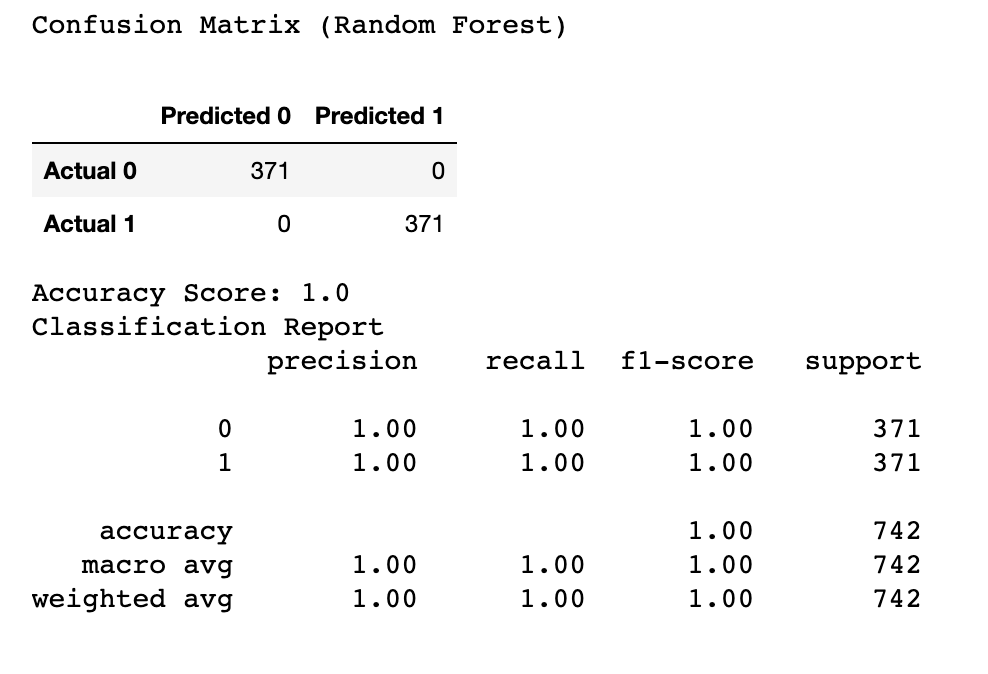 Confusion Matrix (Random Forest)
Predicted 0 Predicted 1
Actual 0 371 0
Actual 1 0 371
Accuracy Score: 1.0
Classification Report
precision recall f1-score support
0 1.00 1.00 1.00 371
1 1.00 1.00 1.00 371
accuracy 1.00 742
macro avg 1.00 1.00 1.00 742
weighted avg 1.00 1.00 1.00 742